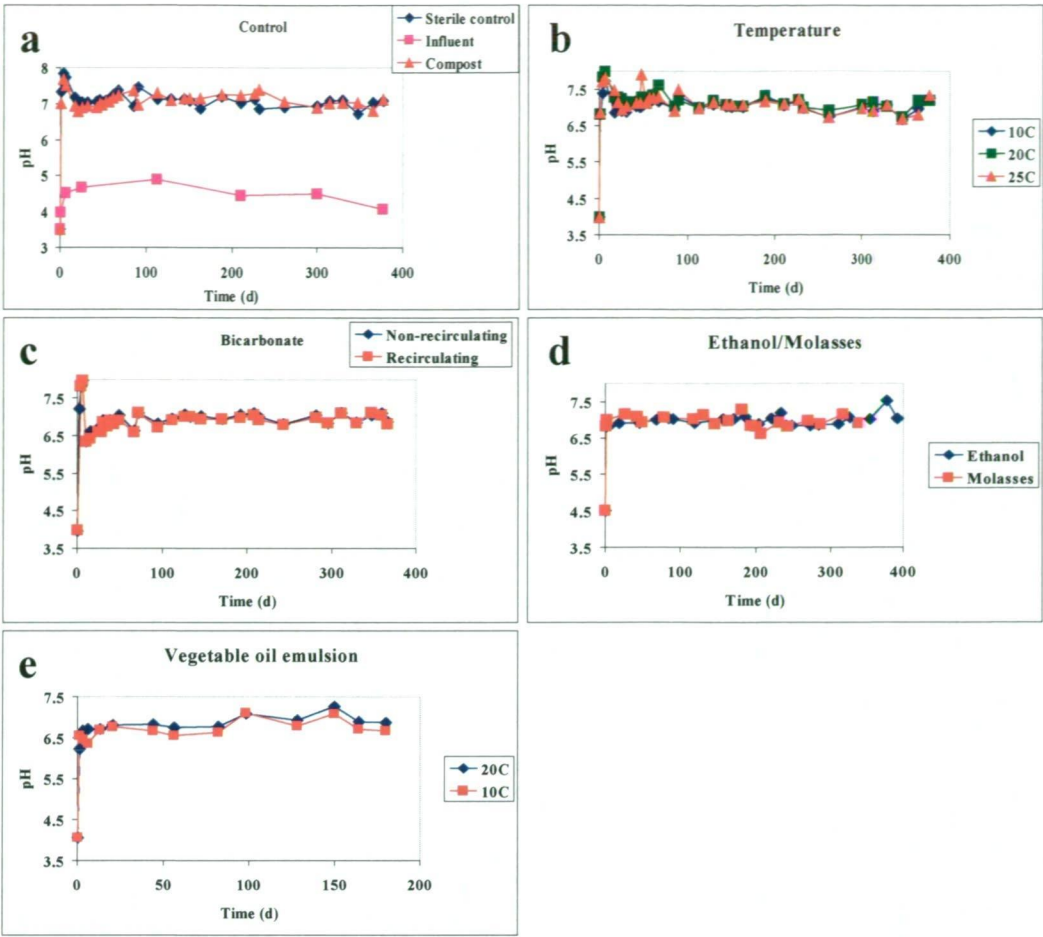 a
Control
Sterile control
Influent
Compost
8
7
6
5
4
3
pH
0
100
200
300
400
Time (d)
b
Temperature
7.5
6.5
5.5
4.5
3.5
pH
0
100
200
300
400
Time (d)
10C
20C
25C
c
Bicarbonate
Non-recirculating
Recirculating
7.5
6.5
5.5
4.5
3.5
pH
0
100
200
300
400
Time (d)
d
Ethanol/Molasses
7.5
6.5
5.5
4.5
3.5
pH
0
100
200
300
400
Time (d)
Ethanol
Molasses
e
Vegetable oil emulsion
7.5
6.5
5.5
4.5
3.5
pH
0
50
100
150
200
Time (d)
20C
10C